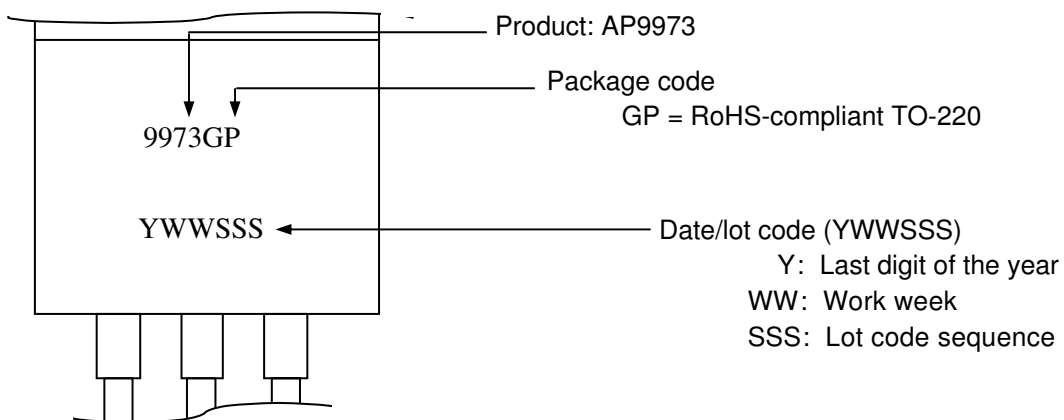 Product: AP9973
Package code
GP = RoHS-compliant TO-220
9973GP
YWWSSS
Date/lot code (YWWSSS)
Y: Last digit of the year
WW: Work week
SSS: Lot code sequence